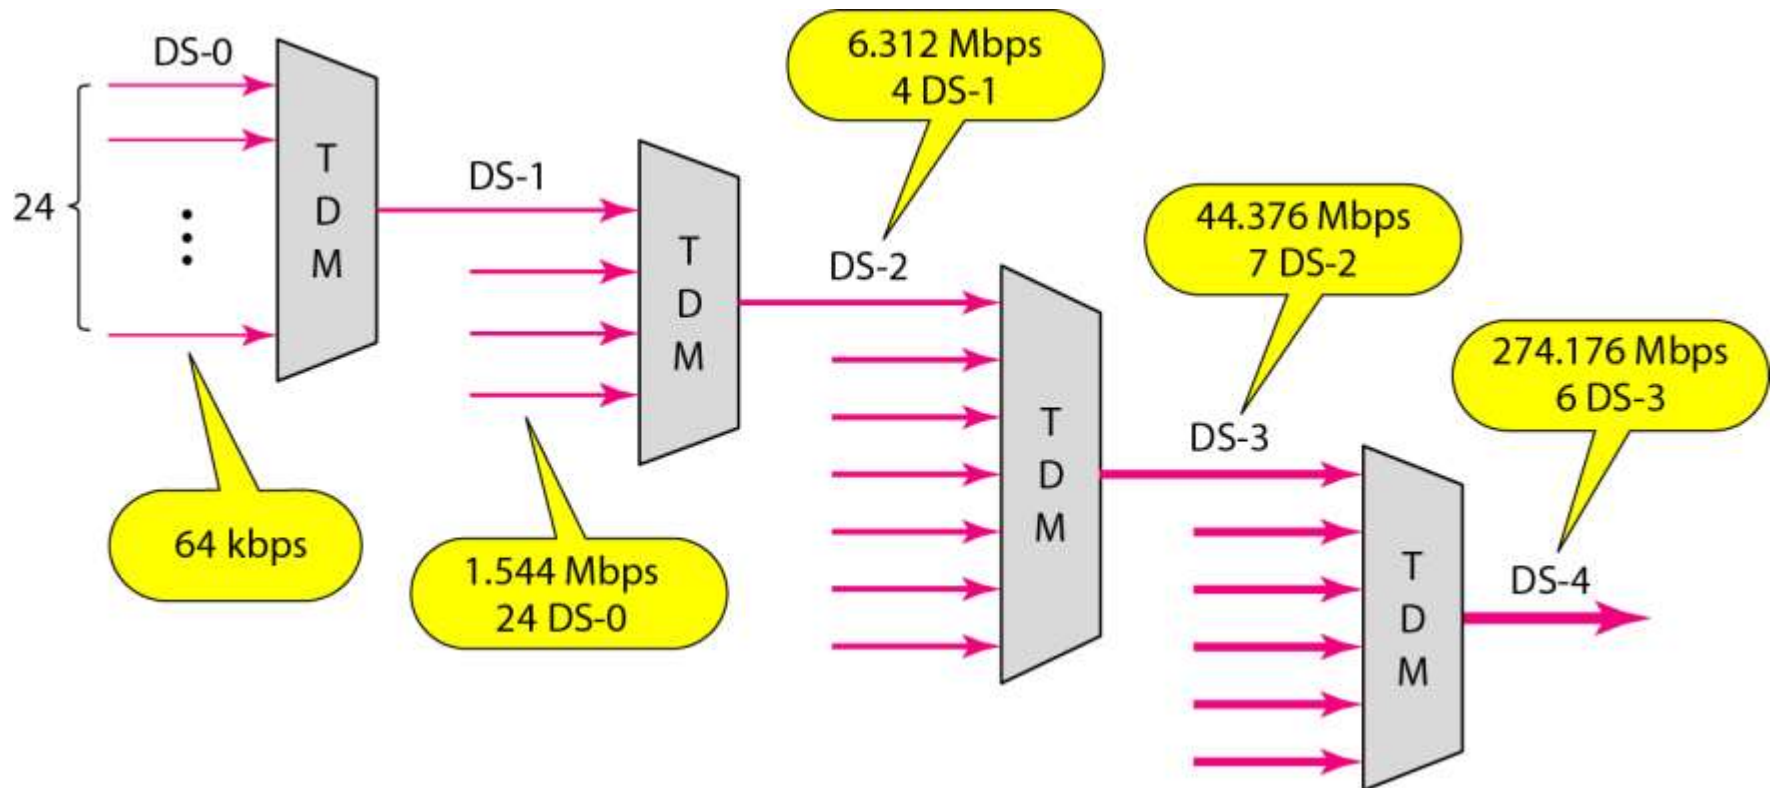 DS-0
24
T
D
M
64 kbps
DS-1
1.544 Mbps
24 DS-0
T
D
M
6.312 Mbps
4 DS-1
DS-2
T
D
M
44.376 Mbps
7 DS-2
DS-3
T
D
M
274.176 Mbps
6 DS-3
DS-4